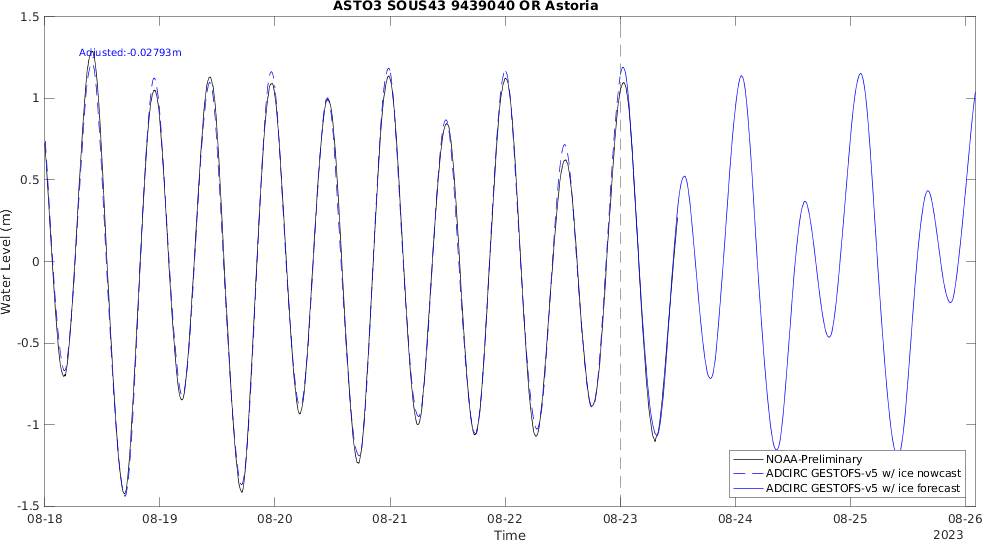 ASTO3 SOUS43 9439040 OR Astoria
Adjusted:-0.02793m
Water Level (m)
1.5
1
0.5
0
-0.5
-1
-1.5
NOAA-Preliminary
ADCIRC GESTOFS-v5 w/ ice nowcast
ADCIRC GESTOFS-v5 w/ ice forecast
08-18 08-19 08-20 08-21 08-22 08-23 08-24 08-25 08-26
Time
2023